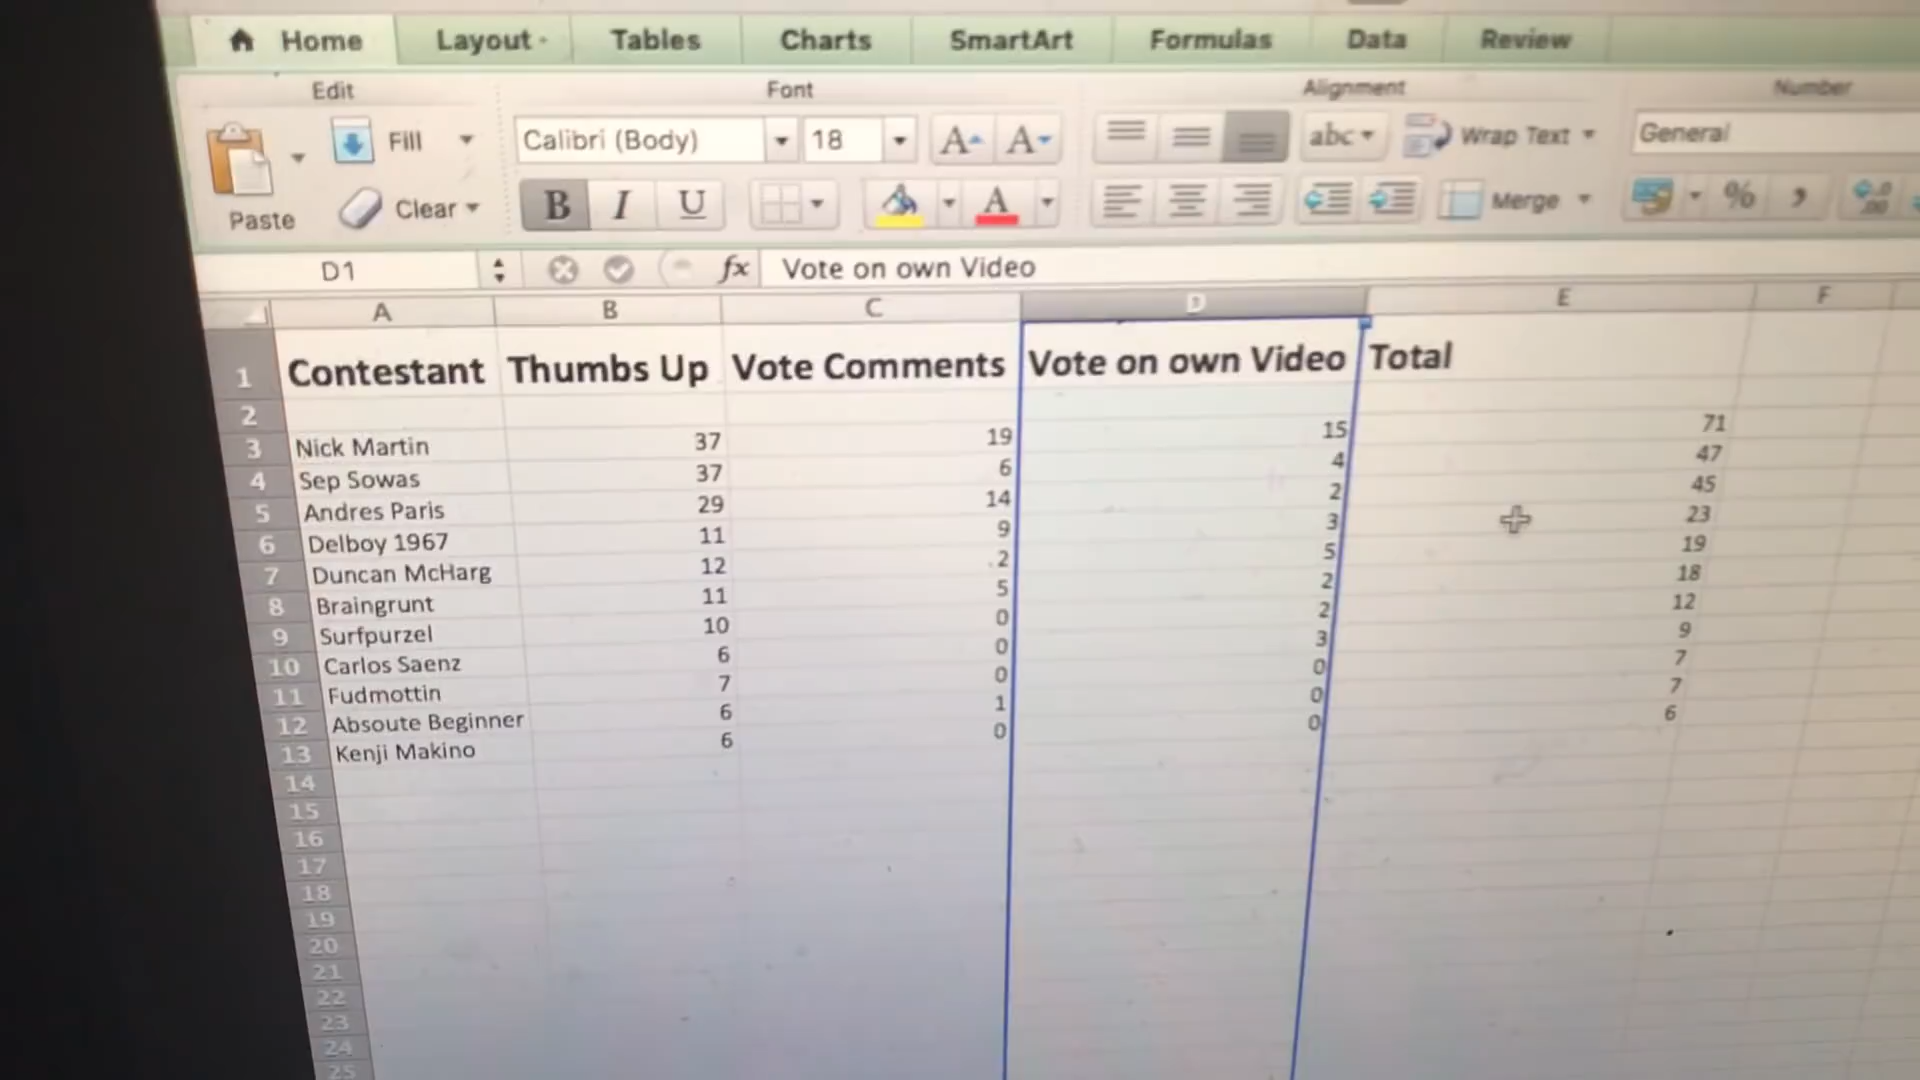 Home Layout Tables Charts SmartArt Formulas Data Review
Edit Font Alignment Number
Fill Calibri (Body) 18 A A abc Wrap Text General
Paste Clear B I U A Merge % ,
D1 fx Vote on own Video
A B C D E F
1 Contestant Thumbs Up Vote Comments Vote on own Video Total
2
3 Nick Martin 37 19 15 71
4 Sep Sowas 37 6 4 47
5 Andres Paris 29 14 2 45
6 Delboy 1967 11 9 3 23
7 Duncan McHarg 12 2 5 19
8 Braingrunt 11 5 2 18
9 Surfpurzel 10 0 2 12
10 Carlos Saenz 6 0 3 9
11 Fudmottin 7 0 0 7
12 Absoute Beginner 6 1 0 7
13 Kenji Makino 6 0 0 6
14
15
16
17
18
19
20
21
22
23
24
25